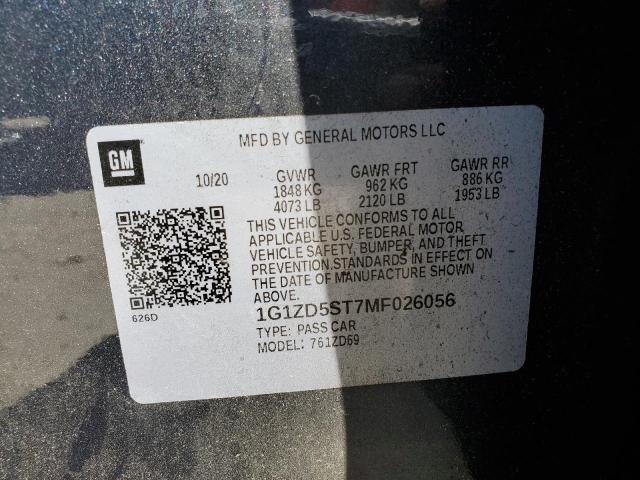 MFD BY GENERAL MOTORS LLC
GM
10/20
GVWR GAWR FRT GAWR RR
1848 KG 962 KG 886 KG
4073 LB 2120 LB 1953 LB
THIS VEHICLE CONFORMS TO ALL
APPLICABLE U.S. FEDERAL MOTOR
VEHICLE SAFETY, BUMPER, AND THEFT
PREVENTION STANDARDS IN EFFECT ON
THE DATE OF MANUFACTURE SHOWN
ABOVE.
626D
1G1ZD5ST7MF026056
TYPE: PASS CAR
MODEL: 761ZD69